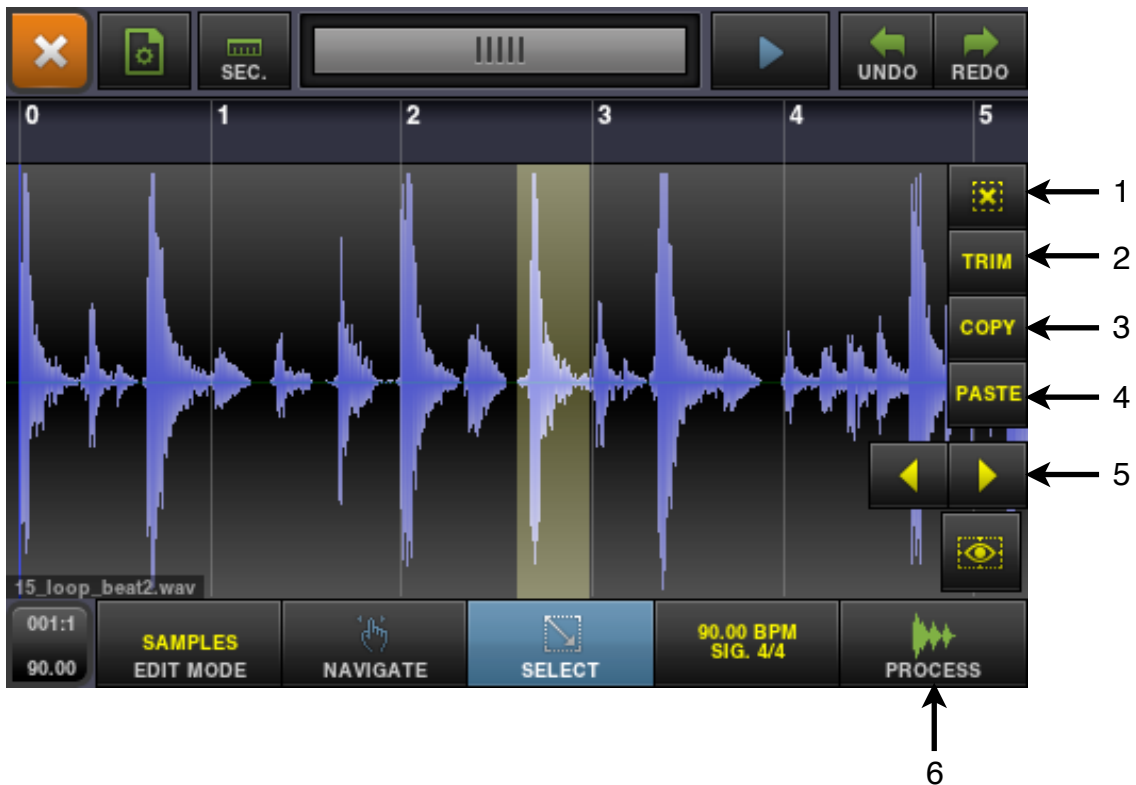 SEC.
UNDO
REDO
0 1 2 3 4 5
1
TRIM 2
COPY 3
PASTE 4
5
15_loop_beat2.wav
001:1
90.00
SAMPLES
EDIT MODE
NAVIGATE
SELECT
90.00 BPM
SIG. 4/4
PROCESS
6